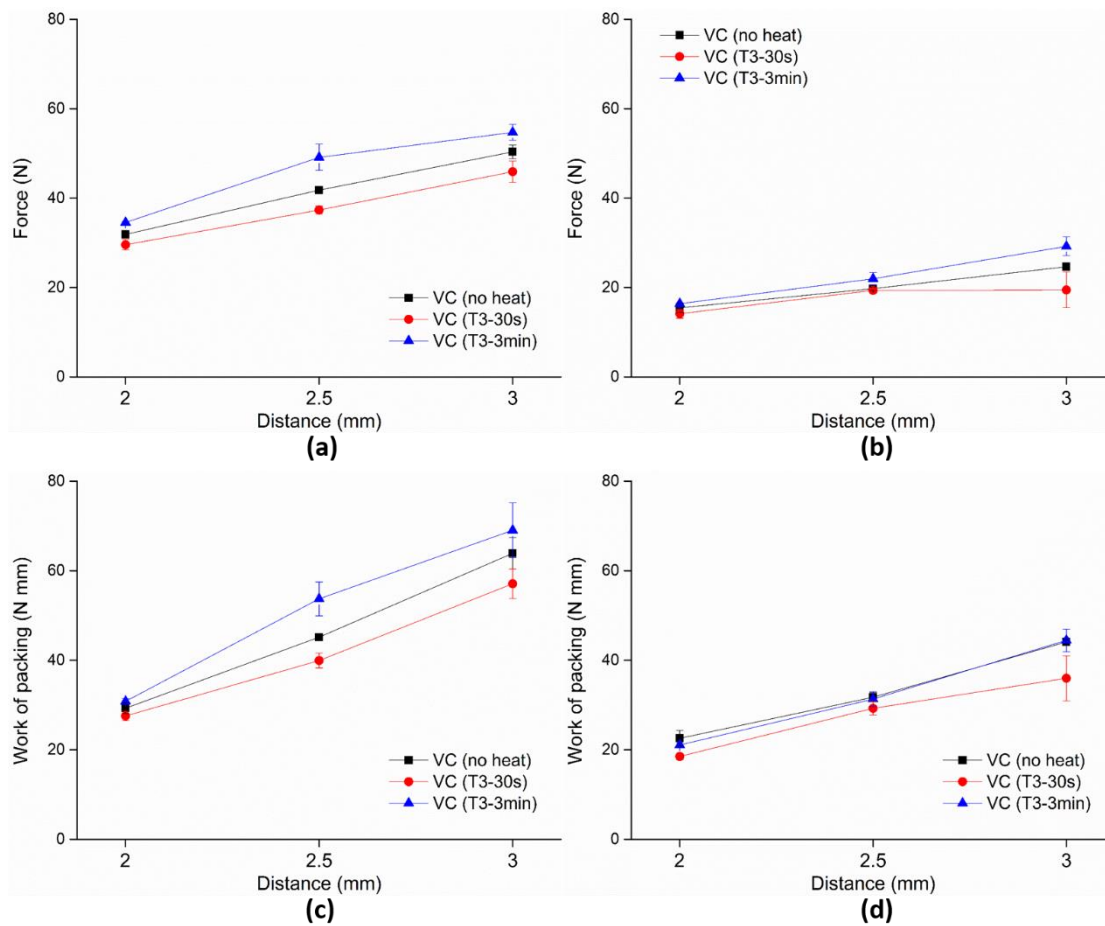 80
60
40
20
0
Force (N)
2
2.5
3
Distance (mm)
VC (no heat)
VC (T3-30s)
VC (T3-3min)
(a)
80
60
40
20
0
Force (N)
VC (no heat)
VC (T3-30s)
VC (T3-3min)
2
2.5
3
Distance (mm)
(b)
80
60
40
20
0
Work of packing (N mm)
VC (no heat)
VC (T3-30s)
VC (T3-3min)
2
2.5
3
Distance (mm)
(c)
80
60
40
20
0
Work of packing (N mm)
VC (no heat)
VC (T3-30s)
VC (T3-3min)
2
2.5
3
Distance (mm)
(d)